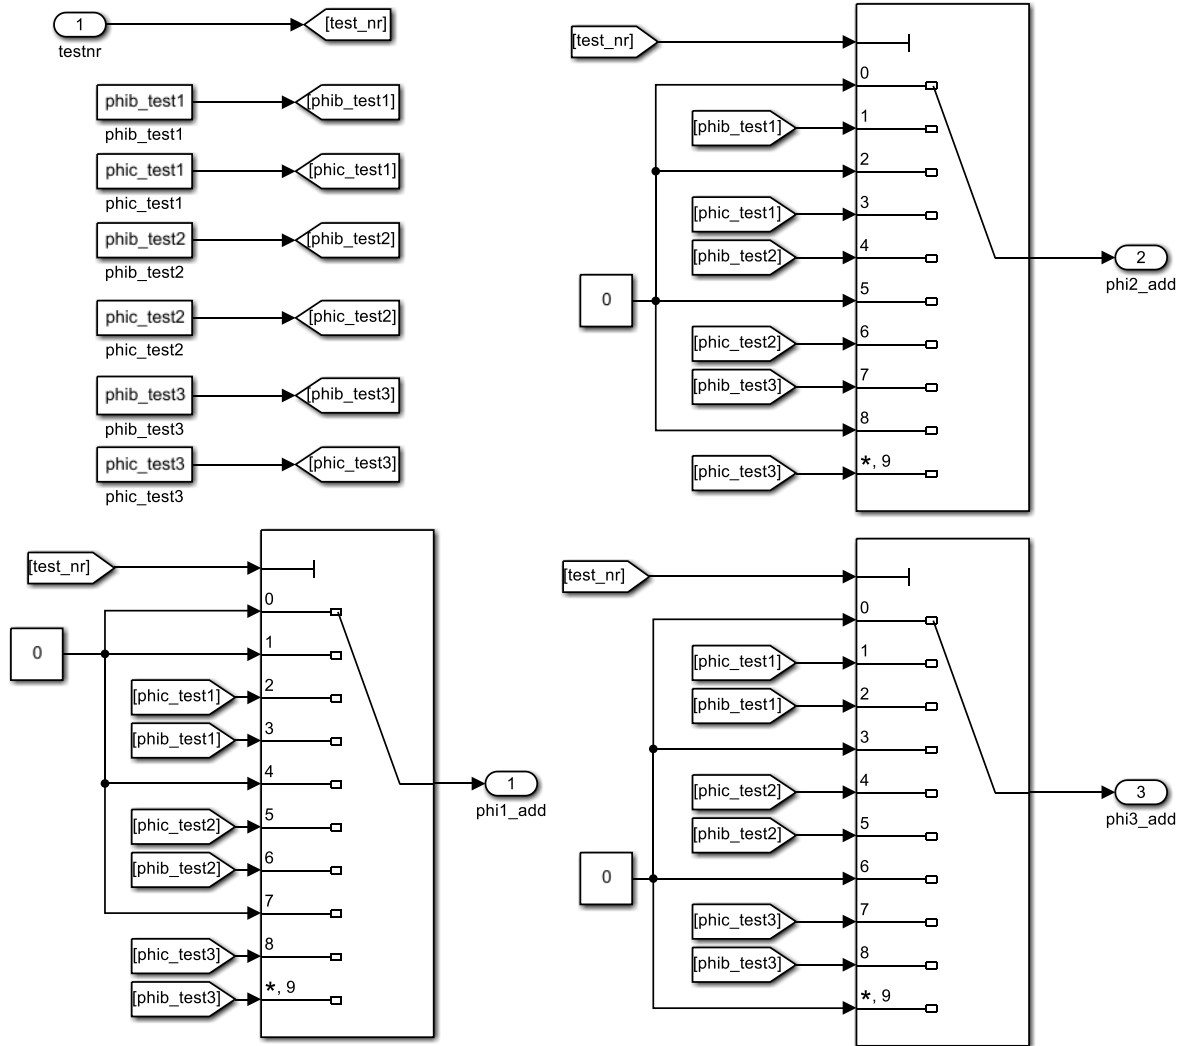 1
[test_nr]
testnr
phib_test1
[phib_test1]
phib_test1
phic_test1
[phic_test1]
phic_test1
phib_test2
[phib_test2]
phib_test2
phic_test2
[phic_test2]
phic_test2
phib_test3
[phib_test3]
phib_test3
phic_test3
[phic_test3]
phic_test3
[test_nr]
0
[phib_test1]
1
2
[phic_test1]
3
[phib_test2]
4
0
5
[phic_test2]
6
[phib_test3]
7
8
[phic_test3]
*, 9
2
phi2_add
[test_nr]
0
0
1
[phic_test1]
2
[phib_test1]
3
4
[phic_test2]
5
[phib_test2]
6
7
[phic_test3]
8
[phib_test3]
*, 9
1
phi1_add
[test_nr]
0
[phic_test1]
1
[phib_test1]
2
3
[phic_test2]
4
[phib_test2]
5
0
6
[phic_test3]
7
[phib_test3]
8
*, 9
3
phi3_add